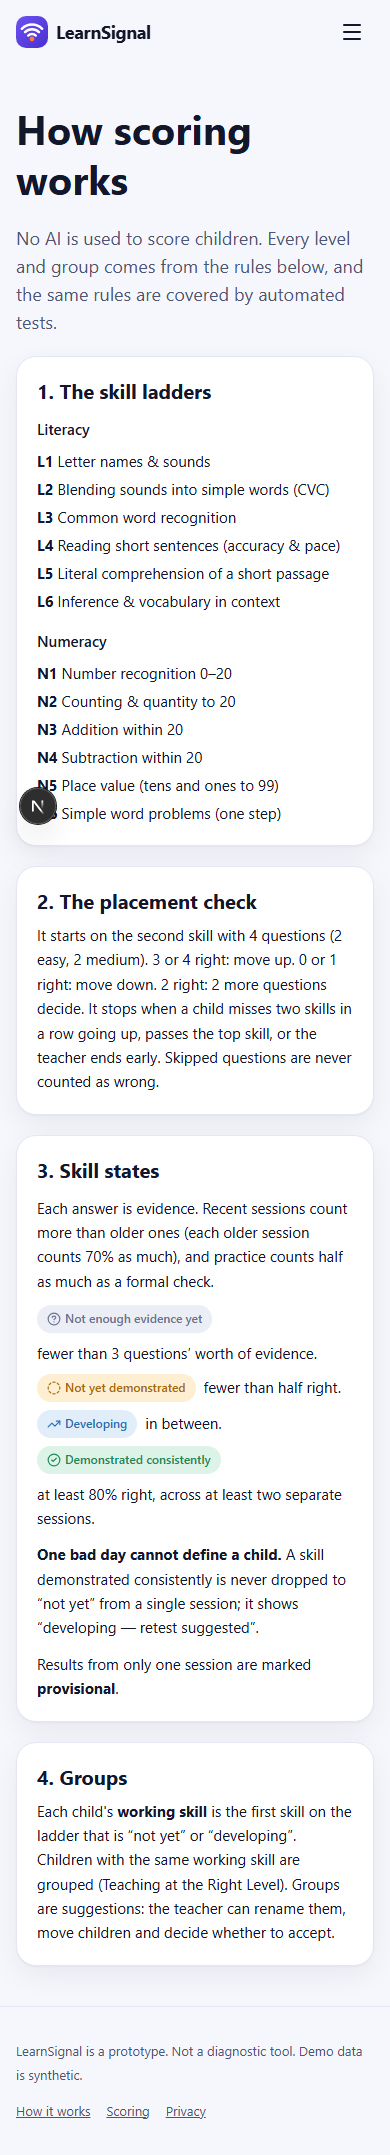 LearnSignal
How scoring
works
No AI is used to score children. Every level
and group comes from the rules below, and
the same rules are covered by automated
tests.
1. The skill ladders
Literacy
L1 Letter names & sounds
L2 Blending sounds into simple words (CVC)
L3 Common word recognition
L4 Reading short sentences (accuracy & pace)
L5 Literal comprehension of a short passage
L6 Inference & vocabulary in context
Numeracy
N1 Number recognition 0–20
N2 Counting & quantity to 20
N3 Addition within 20
N4 Subtraction within 20
N5 Place value (tens and ones to 99)
N
Simple word problems (one step)
2. The placement check
It starts on the second skill with 4 questions (2
easy, 2 medium). 3 or 4 right: move up. 0 or 1
right: move down. 2 right: 2 more questions
decide. It stops when a child misses two skills in
a row going up, passes the top skill, or the
teacher ends early. Skipped questions are never
counted as wrong.
3. Skill states
Each answer is evidence. Recent sessions count
more than older ones (each older session
counts 70% as much), and practice counts half
as much as a formal check.
Not enough evidence yet
fewer than 3 questions’ worth of evidence.
Not yet demonstrated fewer than half right.
Developing in between.
Demonstrated consistently
at least 80% right, across at least two separate
sessions.
One bad day cannot define a child. A skill
demonstrated consistently is never dropped to
“not yet” from a single session; it shows
“developing — retest suggested”.
Results from only one session are marked
provisional.
4. Groups
Each child's working skill is the first skill on the
ladder that is “not yet” or “developing”.
Children with the same working skill are
grouped (Teaching at the Right Level). Groups
are suggestions: the teacher can rename them,
move children and decide whether to accept.
LearnSignal is a prototype. Not a diagnostic tool. Demo data
is synthetic.
How it works Scoring Privacy